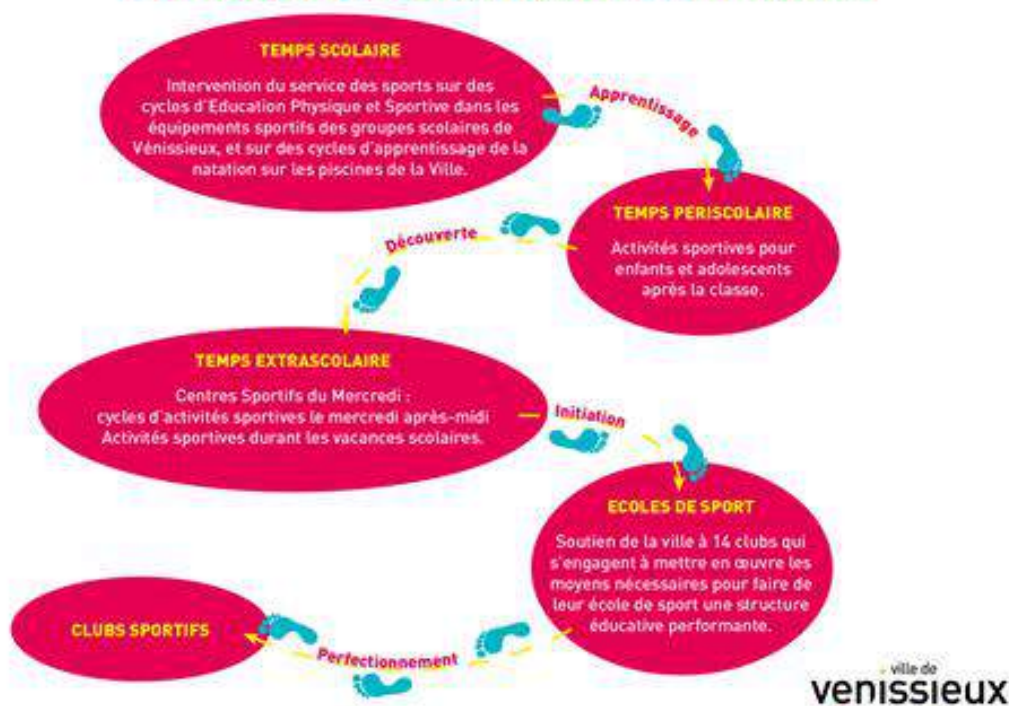 TEMPS SCOLAIRE
Intervention du service des sports sur des
cycles d'Education Physique et Sportive dans les
équipements sportifs des groupes scolaires de
Vénissieux, et sur des cycles d'apprentissage de la
natation sur les piscines de la Ville.
Apprentissage
TEMPS PERISCOLAIRE
Activités sportives pour
enfants et adolescents
après la classe.
Découverte
TEMPS EXTRASCOLAIRE
Centres Sportifs du Mercredi :
cycles d'activités sportives le mercredi après-midi
Activités sportives durant les vacances scolaires.
Initiation
ECOLES DE SPORT
Soutien de la ville à 14 clubs qui
s'engagent à mettre en œuvre les
moyens nécessaires pour faire de
leur école de sport une structure
éducative performante.
Perfectionnement
CLUBS SPORTIFS
ville de
venissieux